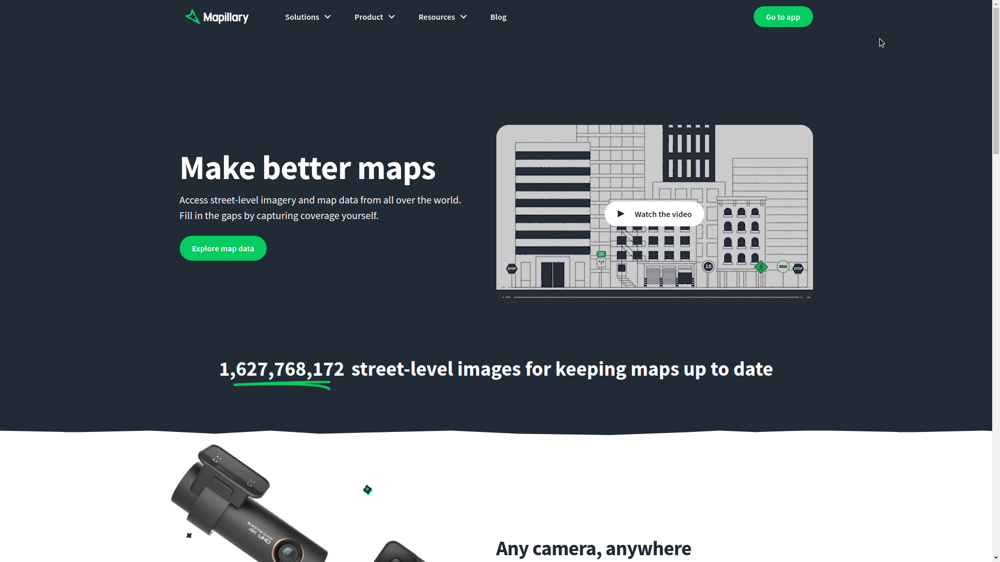 Mapillary
Solutions
Product
Resources
Blog
Go to app
Make better maps
Access street-level imagery and map data from all over the world.
Fill in the gaps by capturing coverage yourself.
Explore map data
Watch the video
STOP
15
STOP
1,627,768,172 street-level images for keeping maps up to date
BLACKVUE CLOUD
4K UHD
Any camera, anywhere